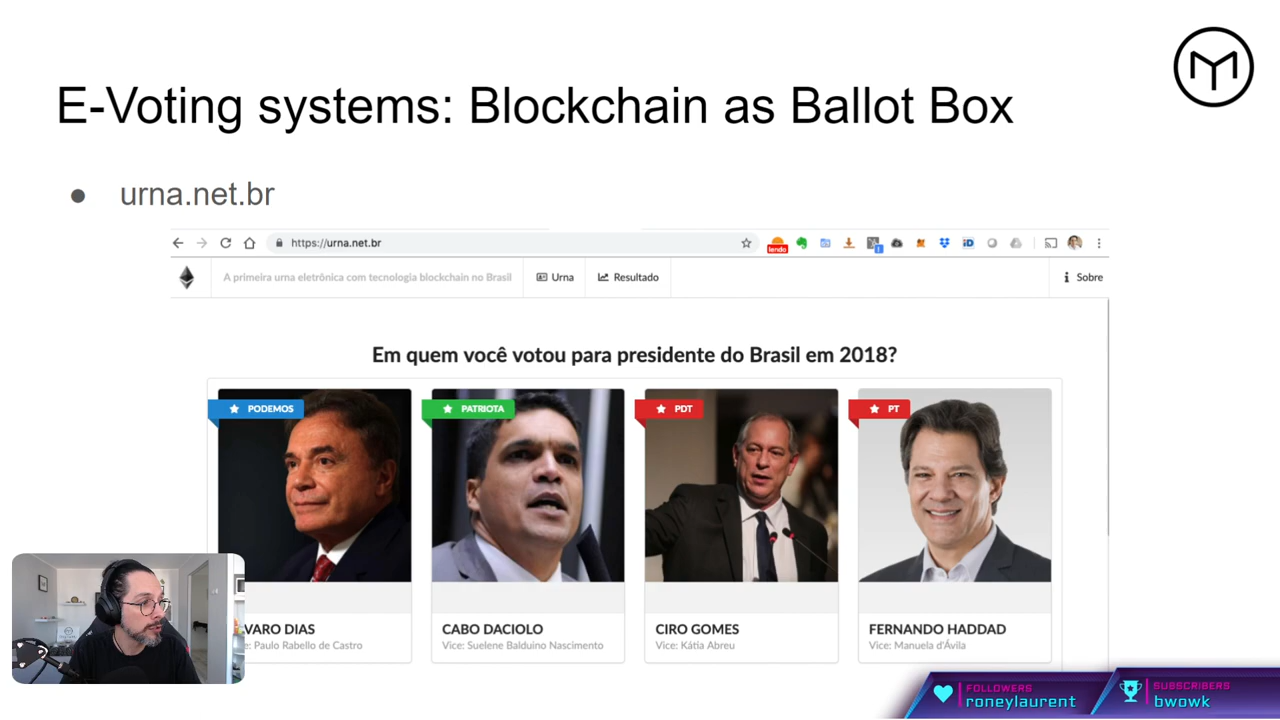 E-Voting systems: Blockchain as Ballot Box
● urna.net.br
https://urna.net.br
lendo
iD
A primeira urna eletrônica com tecnologia blockchain no Brasil
Urna
Resultado
Sobre
Em quem você votou para presidente do Brasil em 2018?
PODEMOS
PATRIOTA
PDT
PT
VARO DIAS
e: Paulo Rabello de Castro
CABO DACIOLO
Vice: Suelene Balduino Nascimento
CIRO GOMES
Vice: Kátia Abreu
FERNANDO HADDAD
Vice: Manuela d'Ávila
FOLLOWERS
roneylaurent
SUBSCRIBERS
bwowk